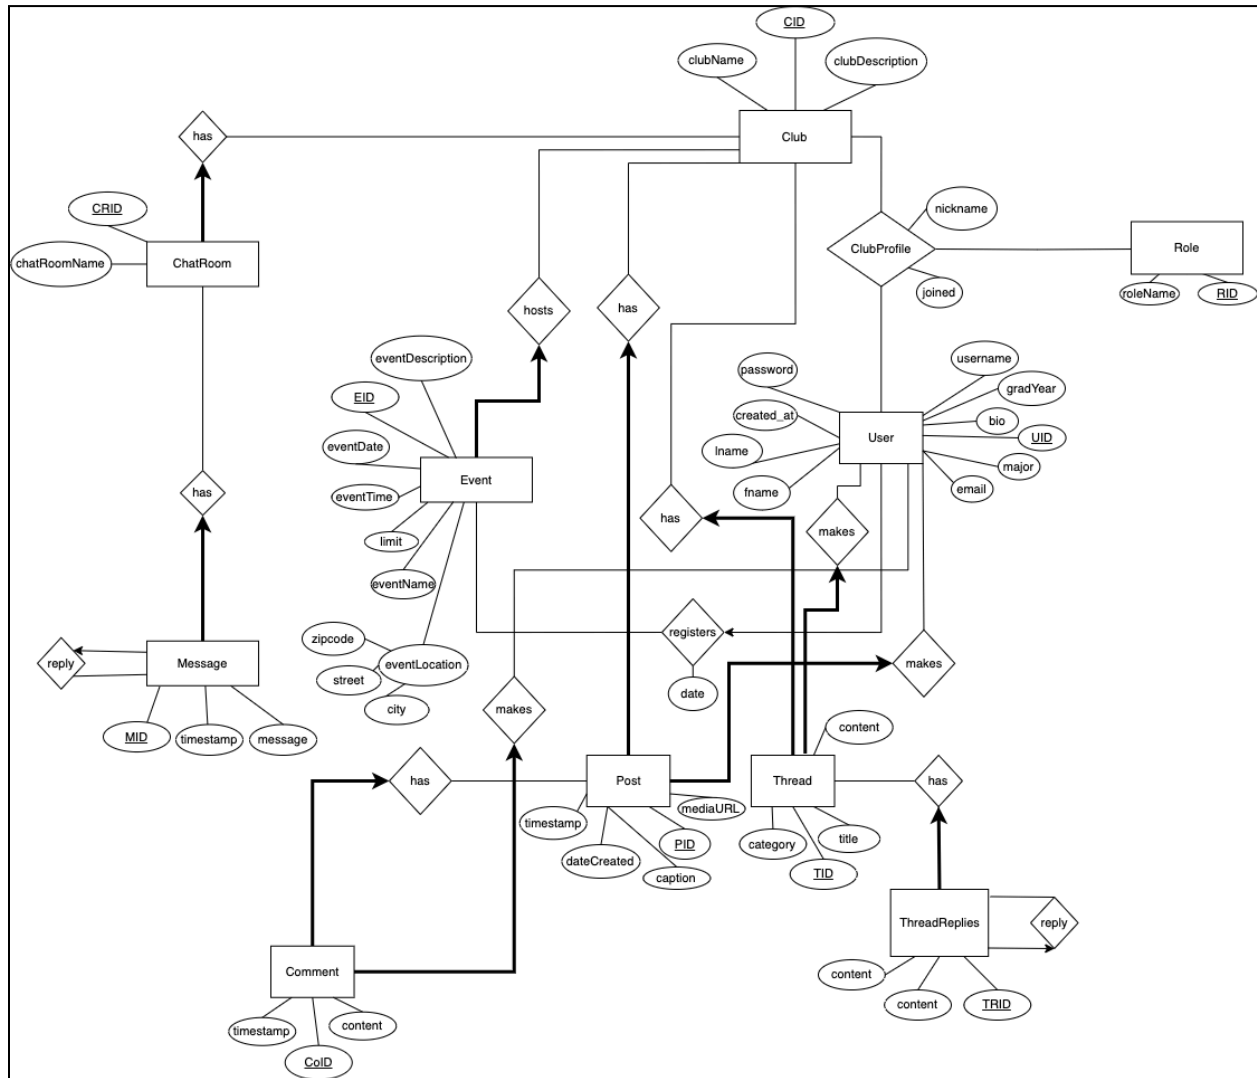 CID
clubName
clubDescription
Club
has
CRID
chatRoomName
ChatRoom
nickname
ClubProfile
joined
Role
roleName
RID
hosts
has
eventDescription
EID
eventDate
eventTime
Event
limit
eventName
eventLocation
zipcode
street
city
password
created_at
lname
fname
User
username
gradYear
bio
UID
major
email
has
has
makes
registers
date
makes
reply
Message
MID
timestamp
message
makes
has
Post
timestamp
dateCreated
caption
PID
mediaURL
content
Thread
category
TID
title
has
ThreadReplies
reply
content
content
TRID
Comment
timestamp
CoID
content